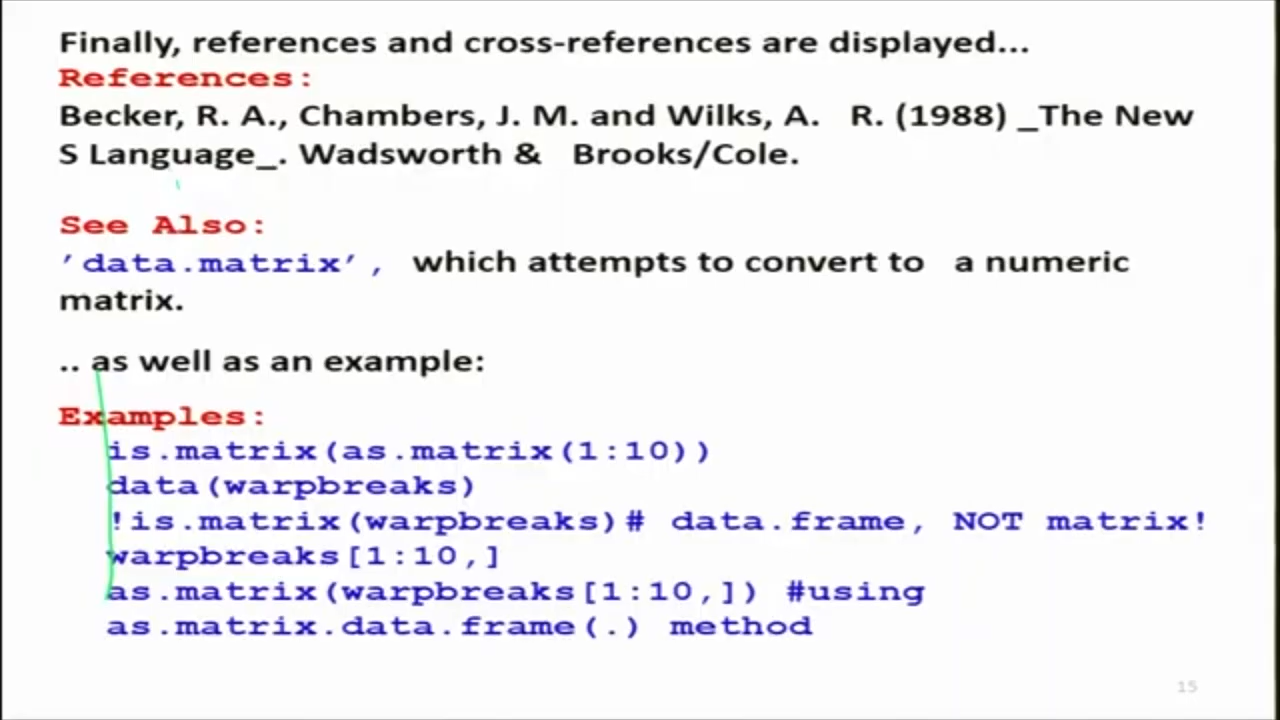 Finally, references and cross-references are displayed...
References:
Becker, R. A., Chambers, J. M. and Wilks, A. R. (1988) _The New
S Language_. Wadsworth & Brooks/Cole.
See Also:
’data.matrix’, which attempts to convert to a numeric
matrix.
.. as well as an example:
Examples:
is.matrix(as.matrix(1:10))
data(warpbreaks)
!is.matrix(warpbreaks)# data.frame, NOT matrix!
warpbreaks[1:10,]
as.matrix(warpbreaks[1:10,]) #using
as.matrix.data.frame(.) method
15